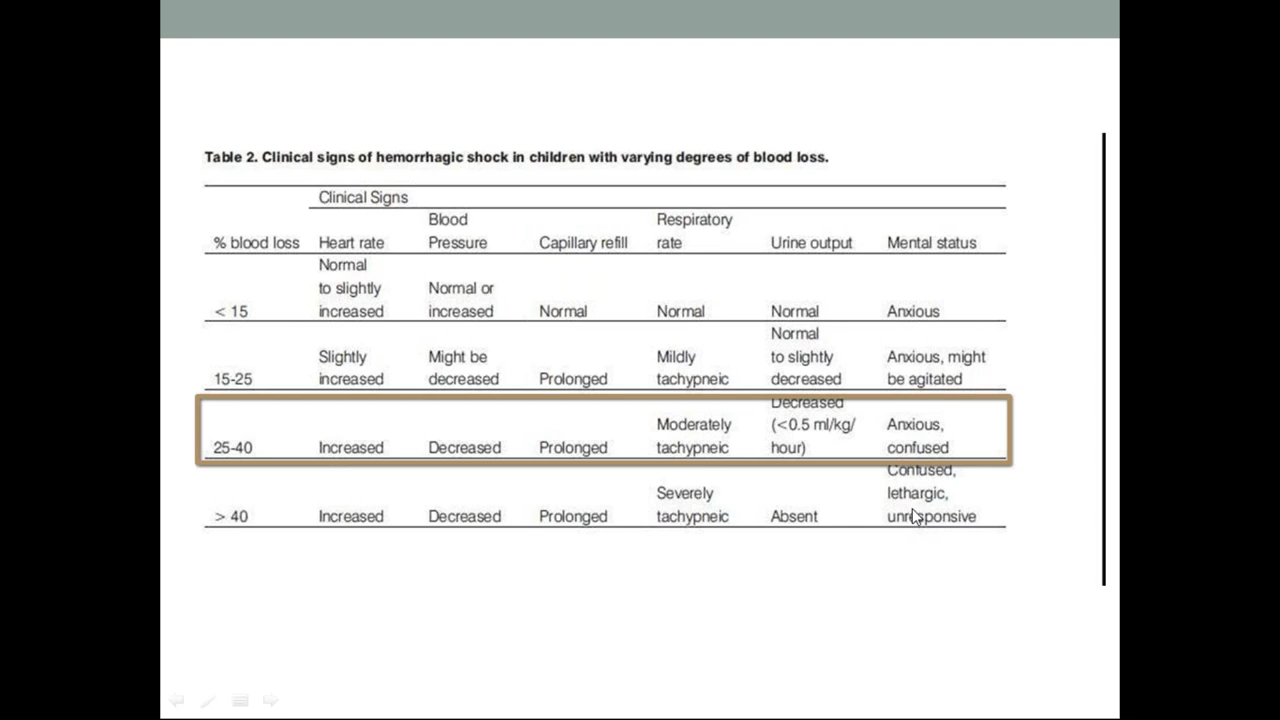 Table 2. Clinical signs of hemorrhagic shock in children with varying degrees of blood loss.
Clinical Signs
Blood Respiratory
% blood loss Heart rate Pressure Capillary refill rate Urine output Mental status
Normal
to slightly Normal or
< 15 increased increased Normal Normal Normal Anxious
Normal
Slightly Might be Mildly to slightly Anxious, might
15-25 increased decreased Prolonged tachypneic decreased be agitated
Decreased
Moderately (<0.5 ml/kg/ Anxious,
25-40 Increased Decreased Prolonged tachypneic hour) confused
Confused,
Severely lethargic,
> 40 Increased Decreased Prolonged tachypneic Absent unresponsive